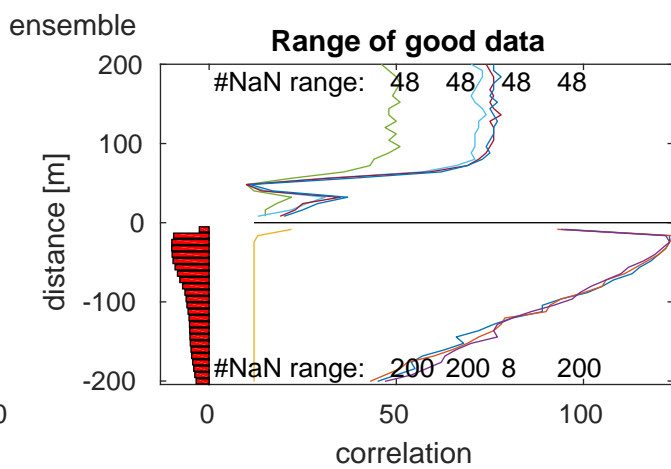 ensemble
Range of good data
200
#NaN range: 48 48 48 48
100
0
-100
-200
#NaN range: 200 200 8 200
distance [m]
0
0 50 100
correlation